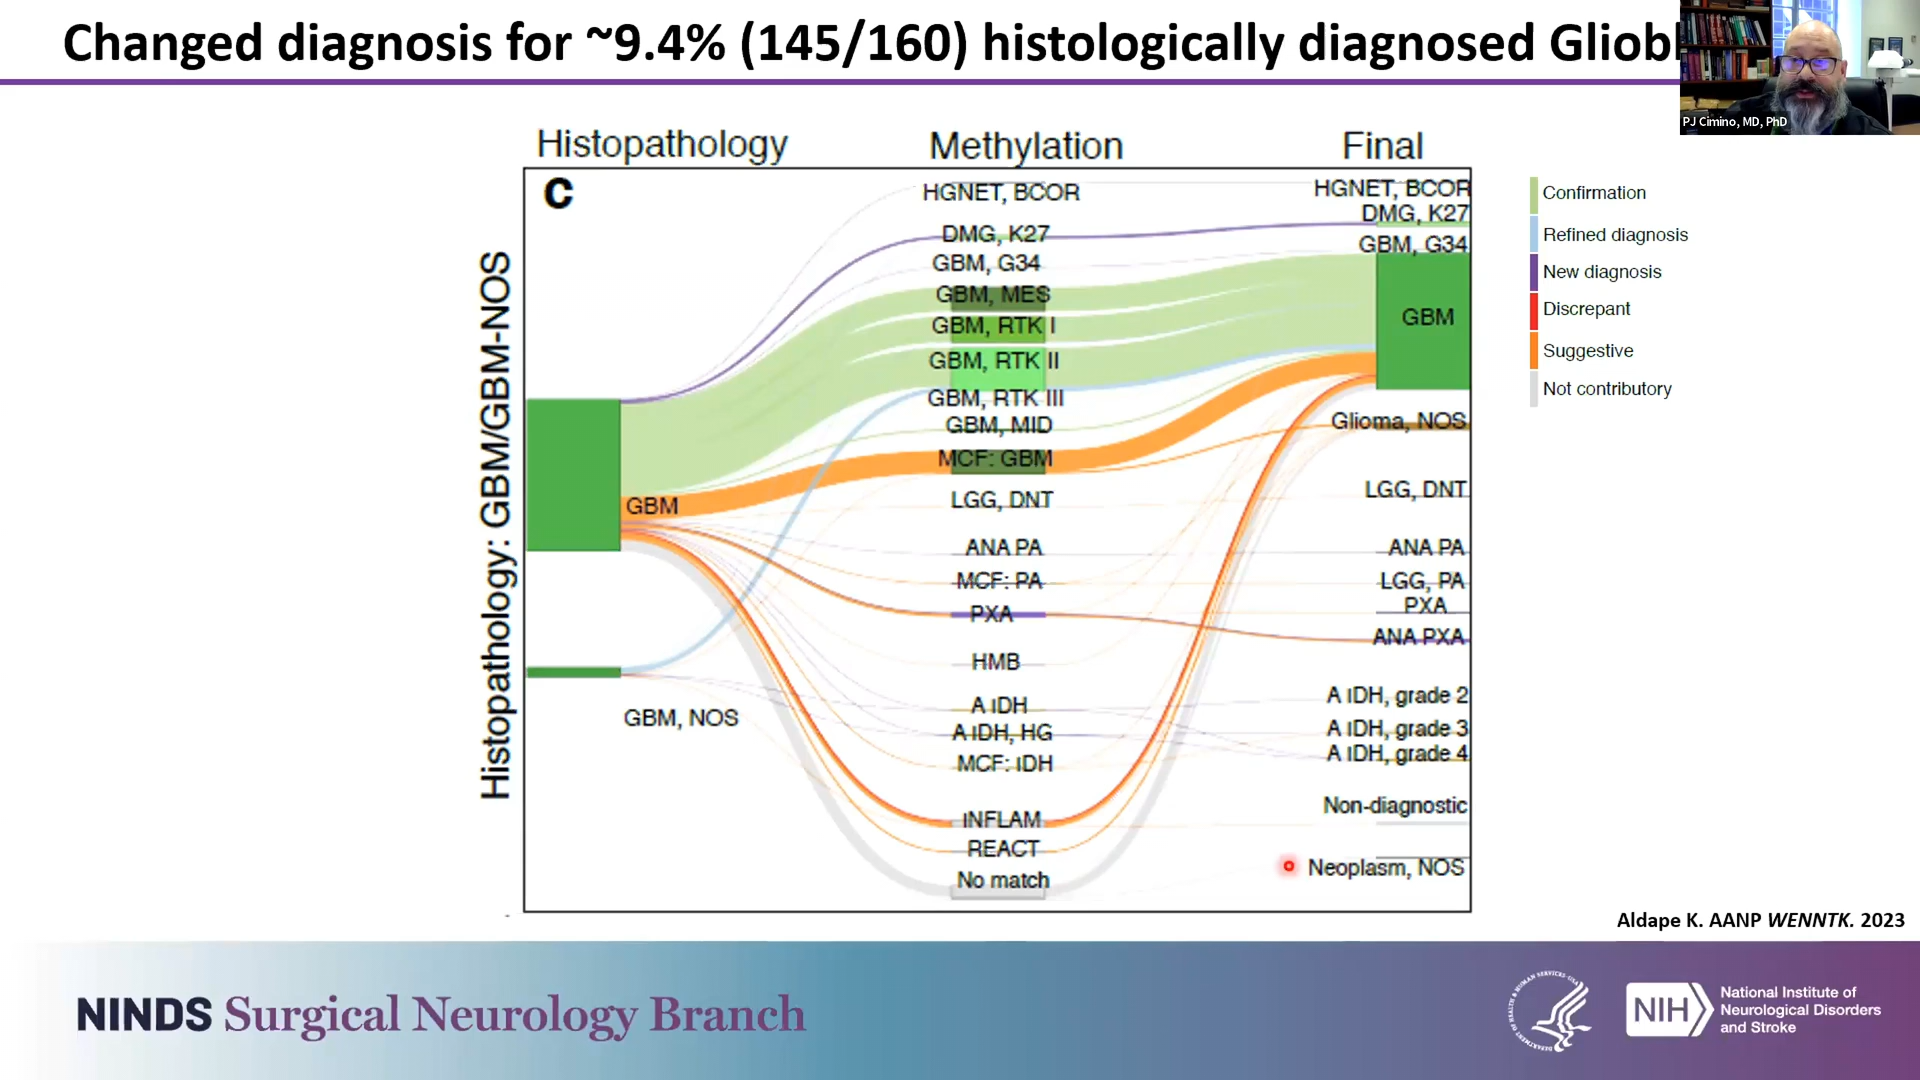 Changed diagnosis for ~9.4% (145/160) histologically diagnosed Gliobl
PJ Cimino, MD, PhD
Histopathology
Methylation
Final
C
Histopathology: GBM/GBM-NOS
GBM
GBM, NOS
HGNET, BCOR
DMG, K27
GBM, G34
GBM, MES
GBM, RTK I
GBM, RTK II
GBM, RTK III
GBM, MID
MCF: GBM
LGG, DNT
ANA PA
MCF: PA
PXA
HMB
A IDH
A IDH, HG
MCF: IDH
INFLAM
REACT
No match
HGNET, BCOR
DMG, K27
GBM, G34
GBM
Glioma, NOS
LGG, DNT
ANA PA
LGG, PA
PXA
ANA PXA
A IDH, grade 2
A IDH, grade 3
A IDH, grade 4
Non-diagnostic
Neoplasm, NOS
Confirmation
Refined diagnosis
New diagnosis
Discrepant
Suggestive
Not contributory
Aldape K. AANP WENNTK. 2023
NINDS Surgical Neurology Branch
NIH
National Institute of
Neurological Disorders
and Stroke